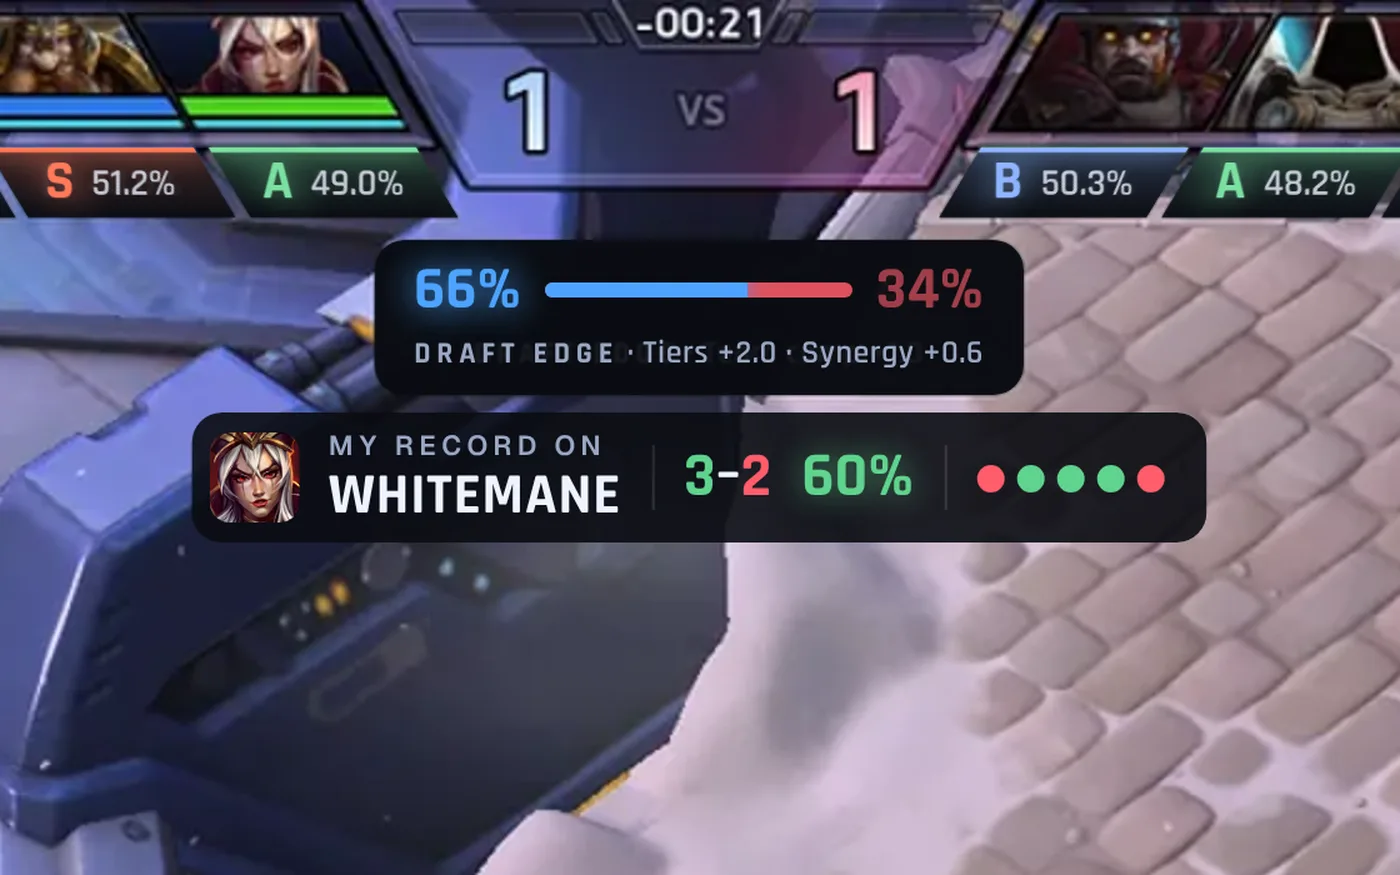 -00:21
1 VS 1
S 51.2% A 49.0% B 50.3% A 48.2%
66% 34%
DRAFT EDGE · Tiers +2.0 · Synergy +0.6
MY RECORD ON
WHITEMANE
3-2 60%